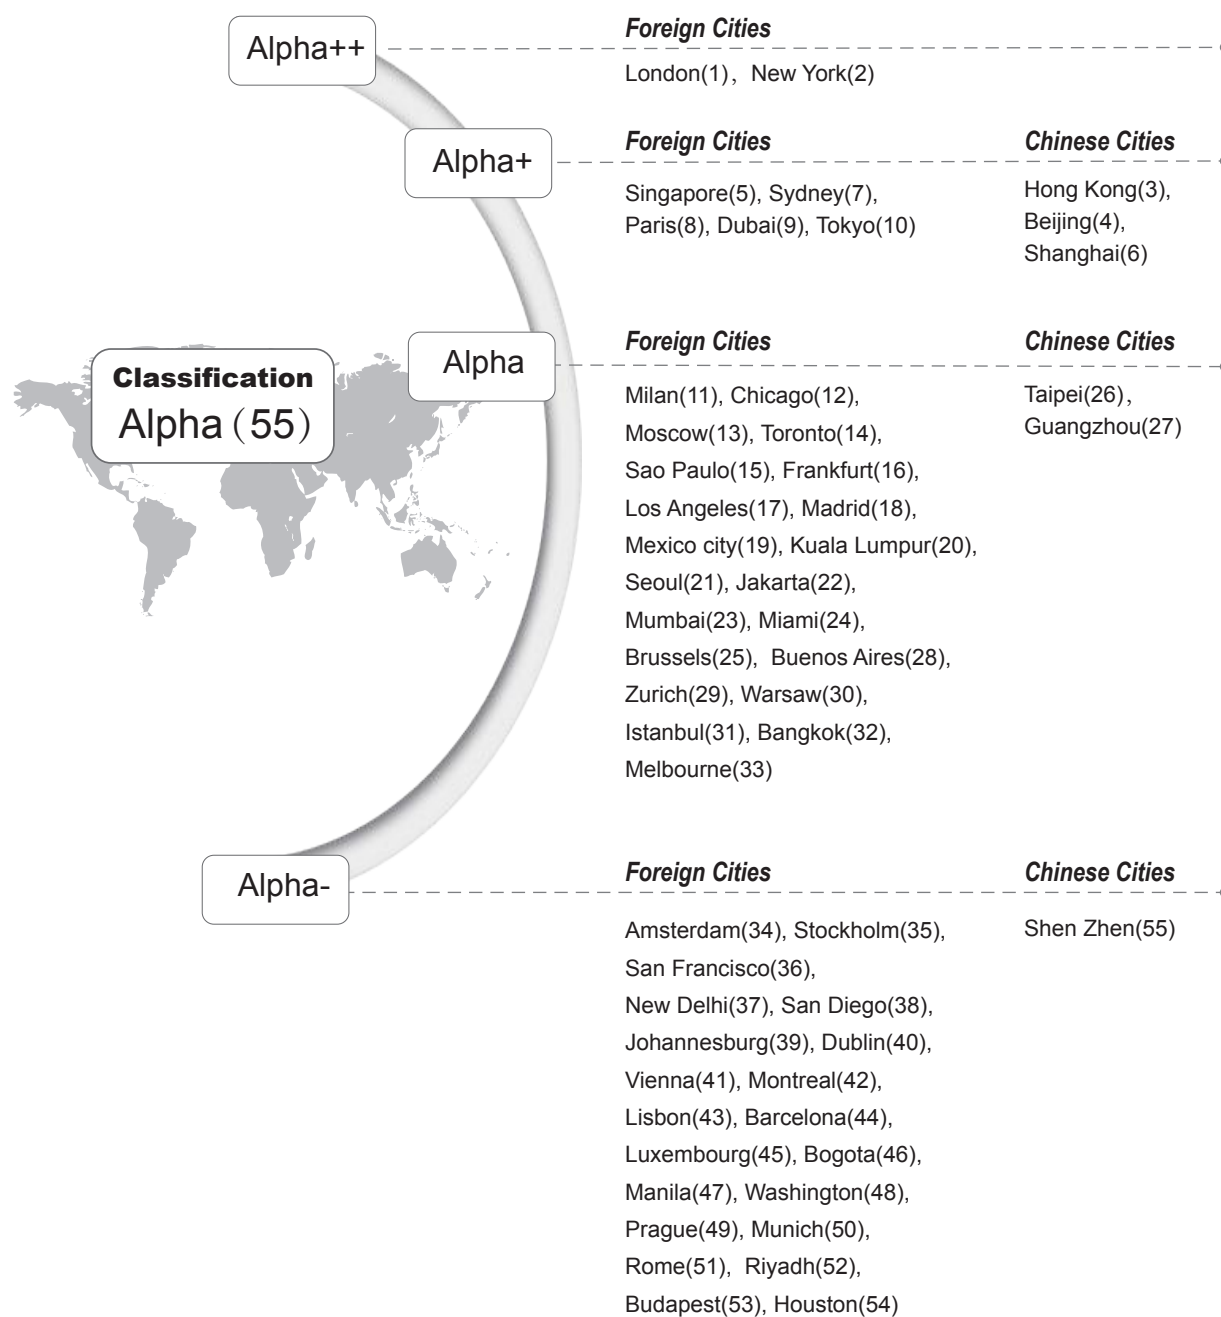 Alpha++
Foreign Cities
London(1),  New York(2)
Alpha+
Foreign Cities
Singapore(5), Sydney(7),
Paris(8), Dubai(9), Tokyo(10)
Chinese Cities
Hong Kong(3),
Beijing(4),
Shanghai(6)
Classification
Alpha（55）
Alpha
Foreign Cities
Milan(11), Chicago(12),
Moscow(13), Toronto(14),
Sao Paulo(15), Frankfurt(16),
Los Angeles(17), Madrid(18),
Mexico city(19), Kuala Lumpur(20),
Seoul(21), Jakarta(22),
Mumbai(23), Miami(24),
Brussels(25),  Buenos Aires(28),
Zurich(29), Warsaw(30),
Istanbul(31), Bangkok(32),
Melbourne(33)
Chinese Cities
Taipei(26),
Guangzhou(27)
Alpha-
Foreign Cities
Amsterdam(34), Stockholm(35),
San Francisco(36),
New Delhi(37), San Diego(38),
Johannesburg(39), Dublin(40),
Vienna(41), Montreal(42),
Lisbon(43), Barcelona(44),
Luxembourg(45), Bogota(46),
Manila(47), Washington(48),
Prague(49), Munich(50),
Rome(51),  Riyadh(52),
Budapest(53), Houston(54)
Chinese Cities
Shen Zhen(55)